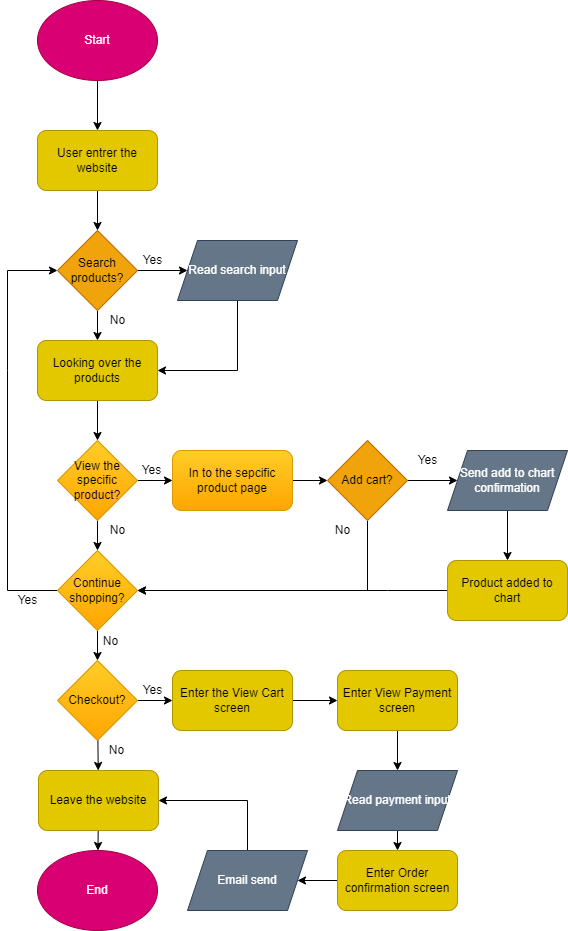 Start
User entrer the
website
Search
products?
Yes
Read search input
No
Looking over the
products
View the
specific
product?
Yes
In to the sepcific
product page
Add cart?
Yes
Send add to chart
confirmation
No
No
Continue
shopping?
Yes
Product added to
chart
No
Checkout?
Yes
Enter the View Cart
screen
Enter View Payment
screen
No
Leave the website
Read payment input
End
Email send
Enter Order
confirmation screen